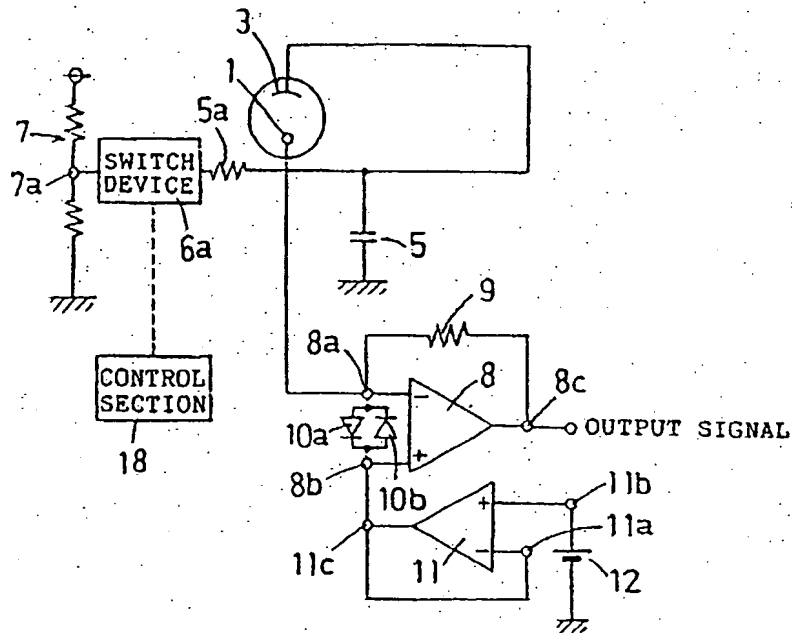 3
1
5a
7
7a
SWITCH
DEVICE
6a
5
9
8a
8
8c
CONTROL
SECTION
18
-
+
10a
10b
8b
OUTPUT SIGNAL
11b
+
-
11a
11c
11
12